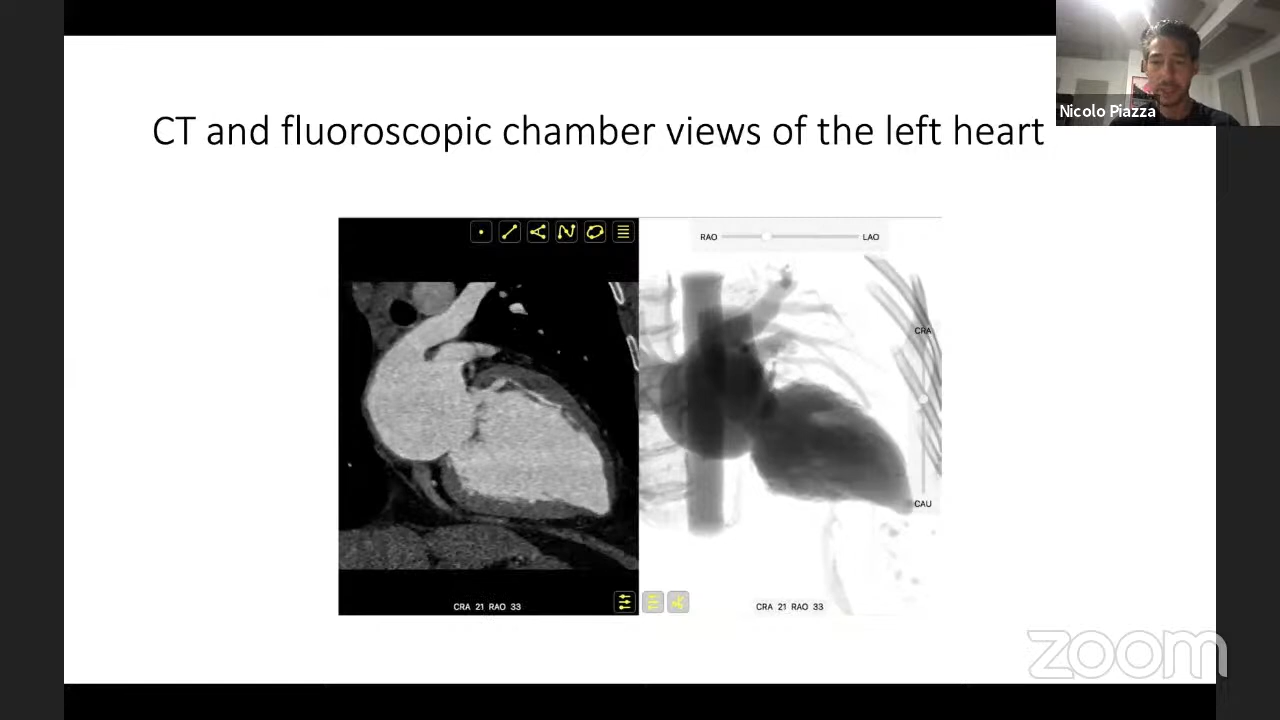 Nicolo Piazza
CT and fluoroscopic chamber views of the left heart
RAO
LAO
CRA
CAU
CRA 21 RAO 33
CRA 21 RAO 33
zoom